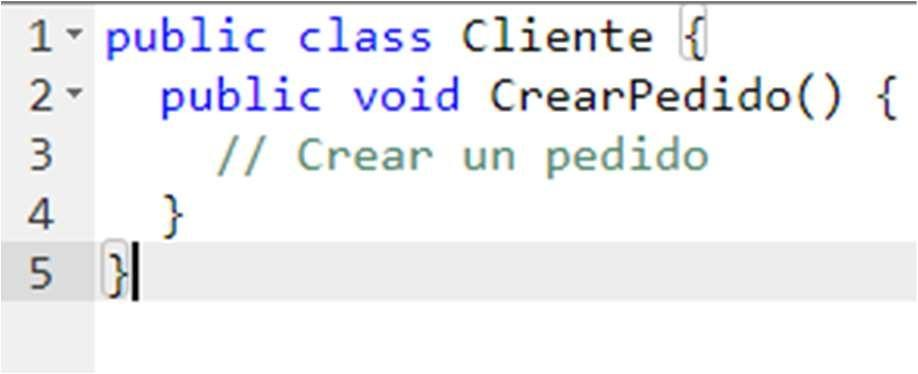 1 public class Cliente {
2 public void CrearPedido() {
3 // Crear un pedido
4 }
5 }